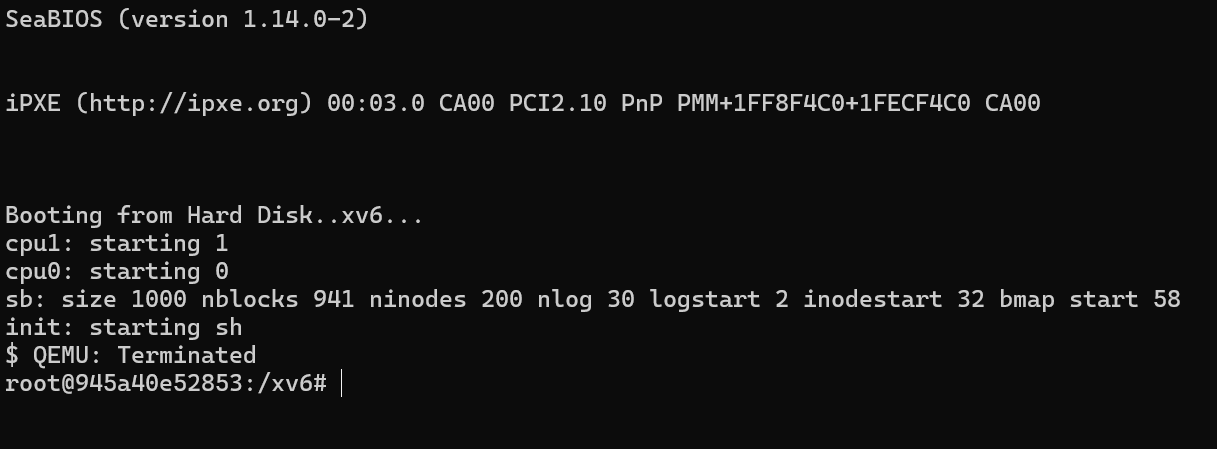 SeaBIOS (version 1.14.0-2)
iPXE (http://ipxe.org) 00:03.0 CA00 PCI2.10 PnP PMM+1FF8F4C0+1FECF4C0 CA00
Booting from Hard Disk..xv6...
cpu1: starting 1
cpu0: starting 0
sb: size 1000 nblocks 941 ninodes 200 nlog 30 logstart 2 inodestart 32 bmap start 58
init: starting sh
$ QEMU: Terminated
root@945a40e52853:/xv6#